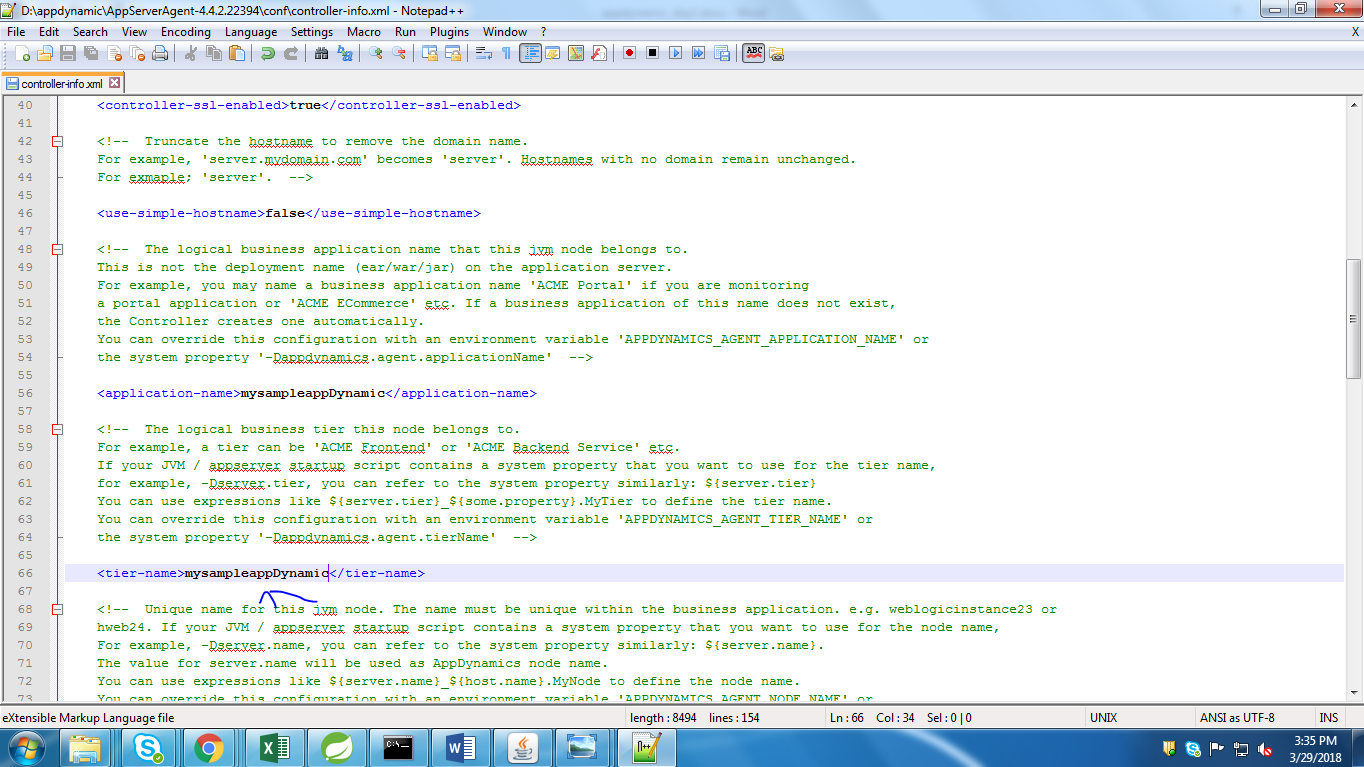 D:\appdynamic\AppServerAgent-4.4.2.22394\conf\controller-info.xml - Notepad++
File Edit Search View Encoding Language Settings Macro Run Plugins Window ? X
controller-info.xml
40 <controller-ssl-enabled>true</controller-ssl-enabled>
41
42 <!-- Truncate the hostname to remove the domain name.
43 For example, 'server.mydomain.com' becomes 'server'. Hostnames with no domain remain unchanged.
44 For exmaple; 'server'. -->
45
46 <use-simple-hostname>false</use-simple-hostname>
47
48 <!-- The logical business application name that this jvm node belongs to.
49 This is not the deployment name (ear/war/jar) on the application server.
50 For example, you may name a business application name 'ACME Portal' if you are monitoring
51 a portal application or 'ACME ECommerce' etc. If a business application of this name does not exist,
52 the Controller creates one automatically.
53 You can override this configuration with an environment variable 'APPDYNAMICS_AGENT_APPLICATION_NAME' or
54 the system property '-Dappdynamics.agent.applicationName' -->
55
56 <application-name>mysampleappDynamic</application-name>
57
58 <!-- The logical business tier this node belongs to.
59 For example, a tier can be 'ACME Frontend' or 'ACME Backend Service' etc.
60 If your JVM / appserver startup script contains a system property that you want to use for the tier name,
61 for example, -Dserver.tier, you can refer to the system property similarly: ${server.tier}
62 You can use expressions like ${server.tier}_${some.property}.MyTier to define the tier name.
63 You can override this configuration with an environment variable 'APPDYNAMICS_AGENT_TIER_NAME' or
64 the system property '-Dappdynamics.agent.tierName' -->
65
66 <tier-name>mysampleappDynamic</tier-name>
67
68 <!-- Unique name for this jvm node. The name must be unique within the business application. e.g. weblogicinstance23 or
69 hweb24. If your JVM / appserver startup script contains a system property that you want to use for the node name,
70 For example, -Dserver.name, you can refer to the system property similarly: ${server.name}.
71 The value for server.name will be used as AppDynamics node name.
72 You can use expressions like ${server.name}_${host.name}.MyNode to define the node name.
73 You can override this configuration with an environment variable 'APPDYNAMICS_AGENT_NODE_NAME' or
eXtensible Markup Language file length : 8494 lines : 154 Ln : 66 Col : 34 Sel : 0 | 0 UNIX ANSI as UTF-8 INS
3:35 PM
3/29/2018